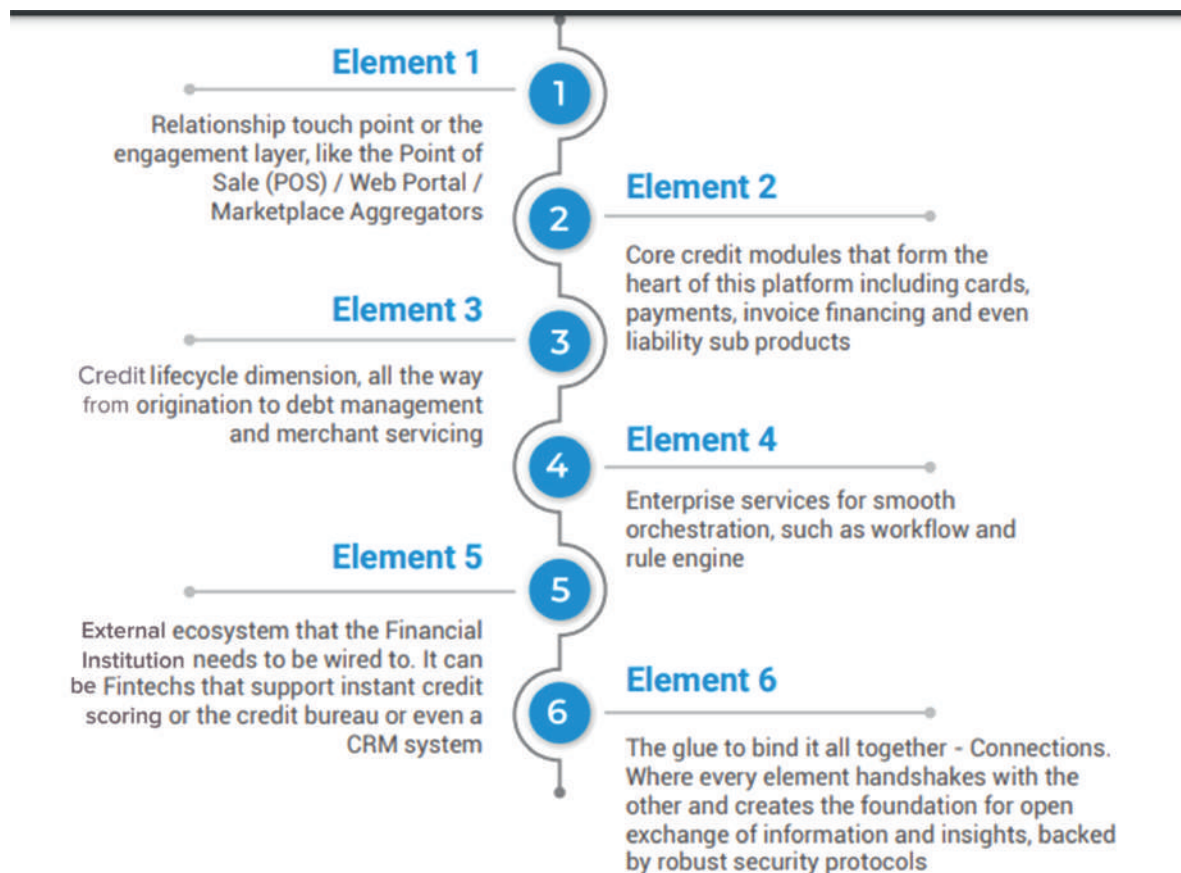 Element 1
1
Relationship touch point or the
engagement layer, like the Point of
Sale (POS) / Web Portal /
Marketplace Aggregators
Element 2
2
Core credit modules that form the
heart of this platform including cards,
payments, invoice financing and even
liability sub products
Element 3
3
Credit lifecycle dimension, all the way
from origination to debt management
and merchant servicing
Element 4
4
Enterprise services for smooth
orchestration, such as workflow and
rule engine
Element 5
5
External ecosystem that the Financial
Institution needs to be wired to. It can
be Fintechs that support instant credit
scoring or the credit bureau or even a
CRM system
Element 6
6
The glue to bind it all together - Connections.
Where every element handshakes with the
other and creates the foundation for open
exchange of information and insights, backed
by robust security protocols